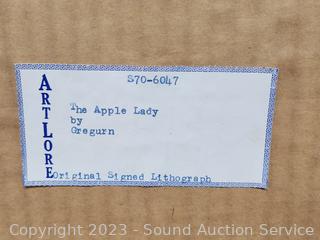 S70-6047
ART LORE
The Apple Lady
by
Gregurn
Original Signed Lithograph
Copyright 2023 - Sound Auction Service